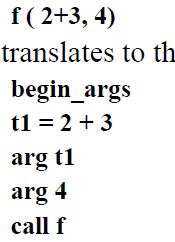 f ( 2+3, 4)
translates to th
begin_args
t1 = 2 + 3
arg t1
arg 4
call f